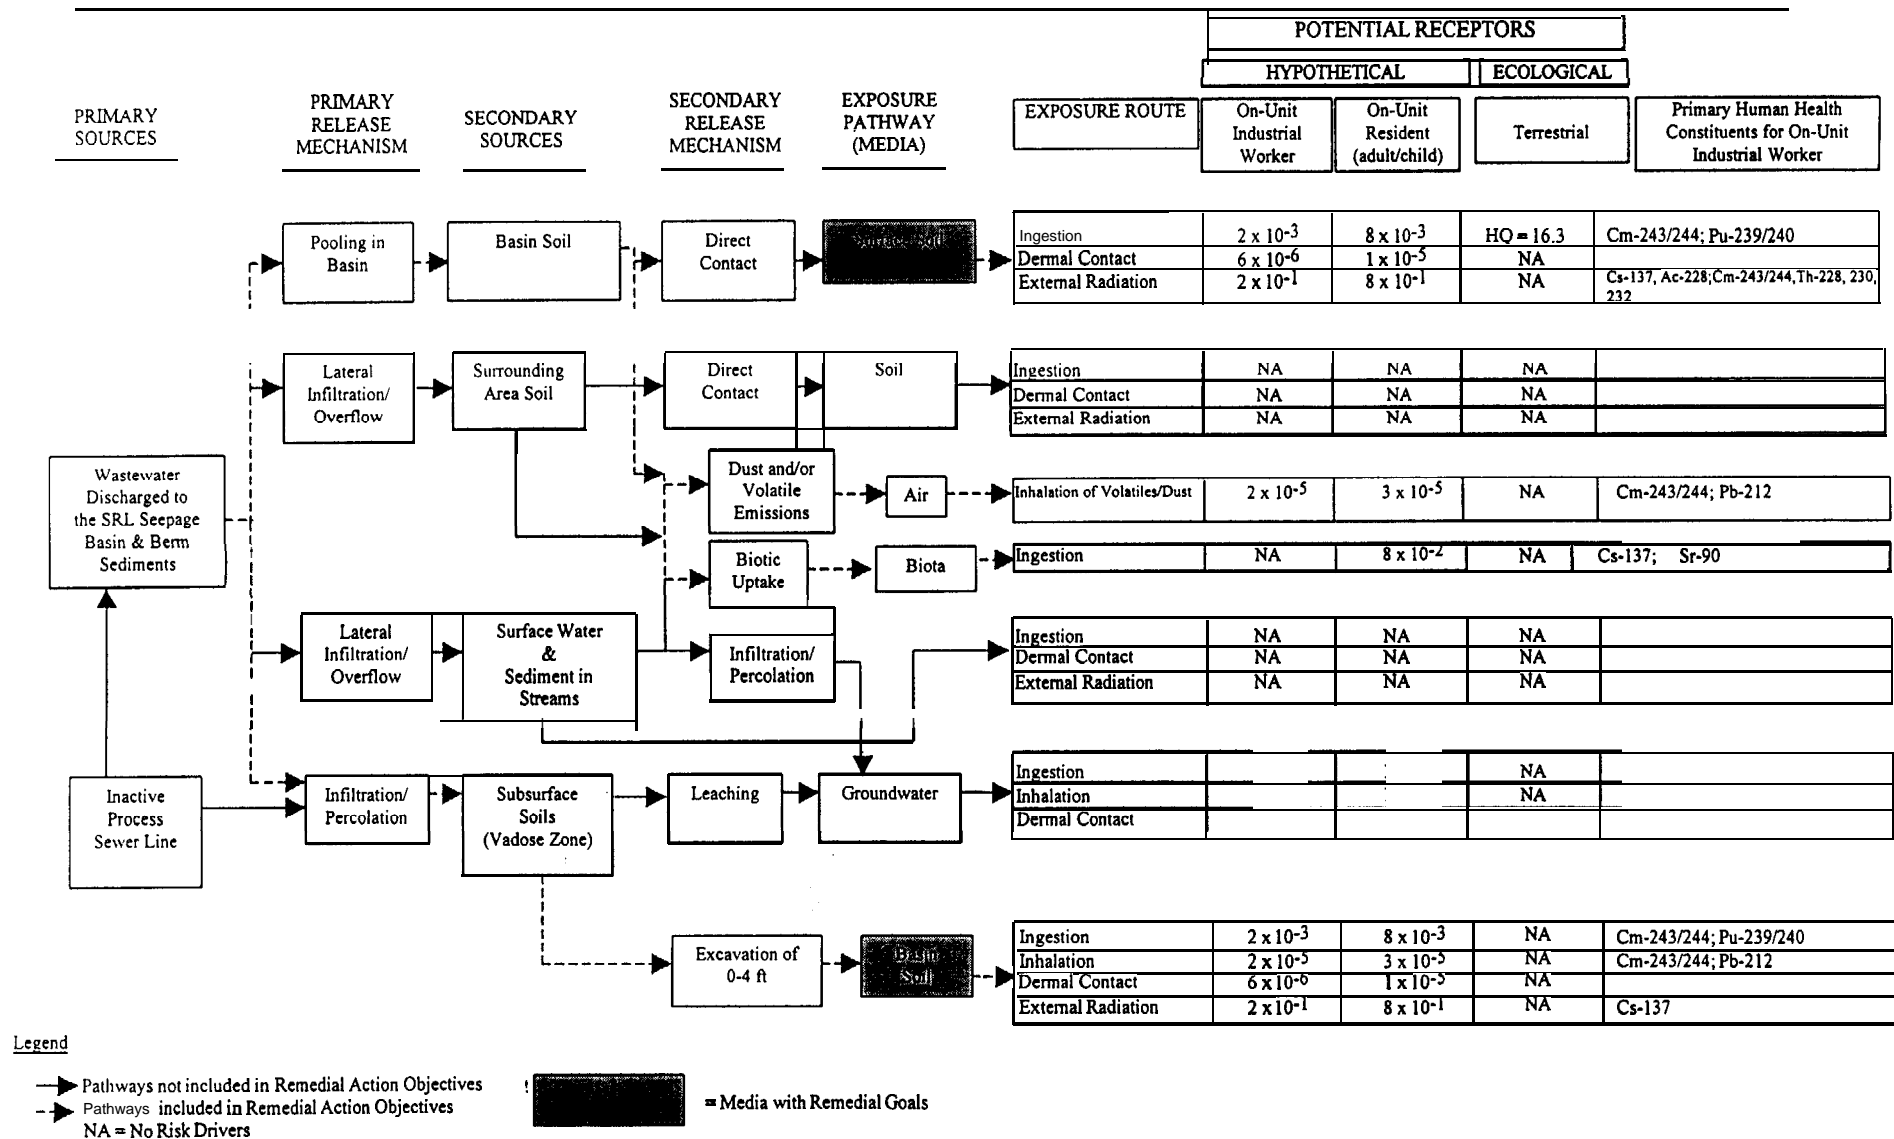 POTENTIAL RECEPTORS
HYPOTHETICAL
ECOLOGICAL
PRIMARY
SOURCES
PRIMARY
RELEASE
MECHANISM
SECONDARY
SOURCES
SECONDARY
RELEASE
MECHANISM
EXPOSURE
PATHWAY
(MEDIA)
EXPOSURE ROUTE
On-Unit
Industrial
Worker
On-Unit
Resident
(adult/child)
Terrestrial
Primary Human Health
Constituents for On-Unit
Industrial Worker
Pooling in
Basin
Basin Soil
Direct
Contact
Surface Soil
Ingestion 2 x 10-3 8 x 10-3 HQ = 16.3 Cm-243/244; Pu-239/240
Dermal Contact 6 x 10-6 1 x 10-5 NA
External Radiation 2 x 10-1 8 x 10-1 NA Cs-137, Ac-228;Cm-243/244,Th-228, 230,
232
Lateral
Infiltration/
Overflow
Surrounding
Area Soil
Direct
Contact
Soil
Ingestion NA NA NA
Dermal Contact NA NA NA
External Radiation NA NA NA
Wastewater
Discharged to
the SRL Seepage
Basin & Berm
Sediments
Dust and/or
Volatile
Emissions
Air
Inhalation of Volatiles/Dust 2 x 10-5 3 x 10-5 NA Cm-243/244; Pb-212
Biotic
Uptake
Biota
Ingestion NA 8 x 10-2 NA Cs-137; Sr-90
Lateral
Infiltration/
Overflow
Surface Water
&
Sediment in
Streams
Infiltration/
Percolation
Ingestion NA NA NA
Dermal Contact NA NA NA
External Radiation NA NA NA
Inactive
Process
Sewer Line
Infiltration/
Percolation
Subsurface
Soils
(Vadose Zone)
Leaching
Groundwater
Ingestion NA
Inhalation NA
Dermal Contact
Excavation of
0-4 ft
Basin
Soil
Ingestion 2 x 10-3 8 x 10-3 NA Cm-243/244; Pu-239/240
Inhalation 2 x 10-5 3 x 10-5 NA Cm-243/244; Pb-212
Dermal Contact 6 x 10-6 1 x 10-5 NA
External Radiation 2 x 10-1 8 x 10-1 NA Cs-137
Legend
Pathways not included in Remedial Action Objectives
Pathways included in Remedial Action Objectives
NA = No Risk Drivers
= Media with Remedial Goals